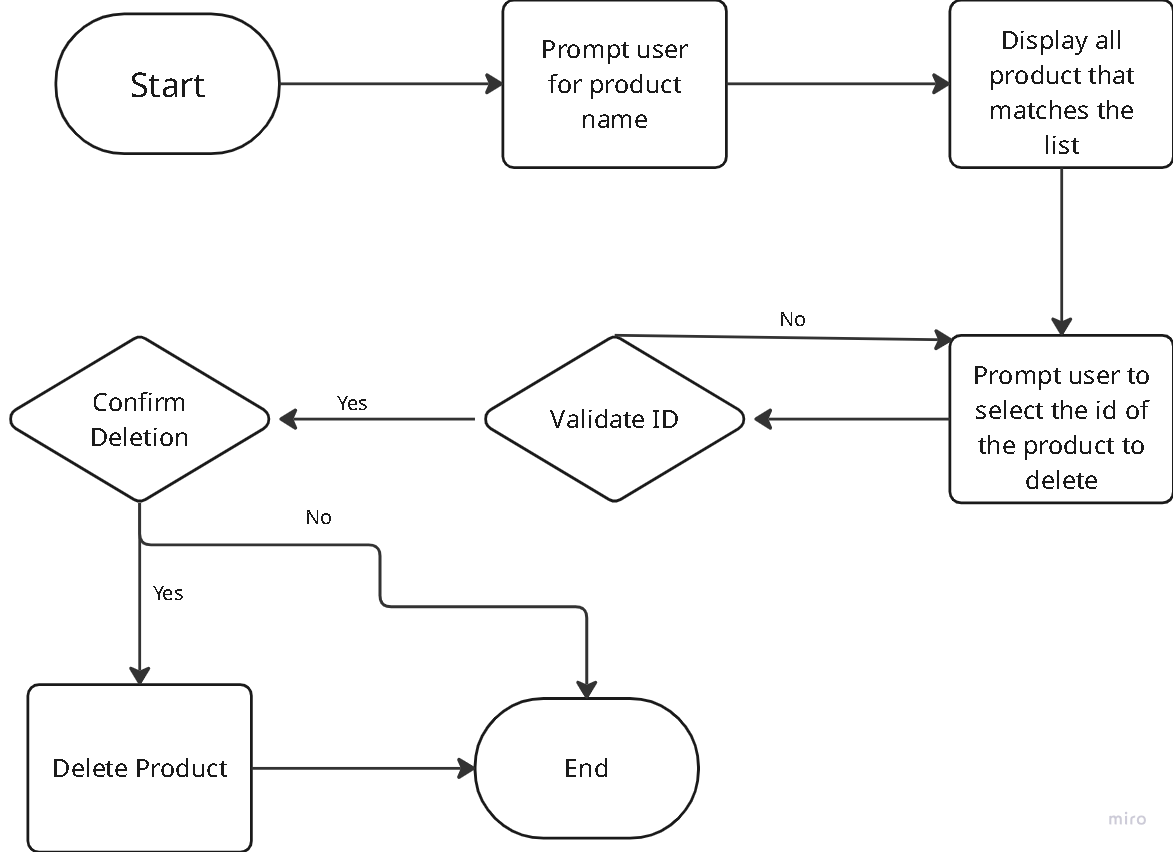 Start
Prompt user
for product
name
Display all
product that
matches the
list
No
Prompt user to
select the id of
the product to
delete
Validate ID
Yes
Confirm
Deletion
No
Yes
Delete Product
End
miro